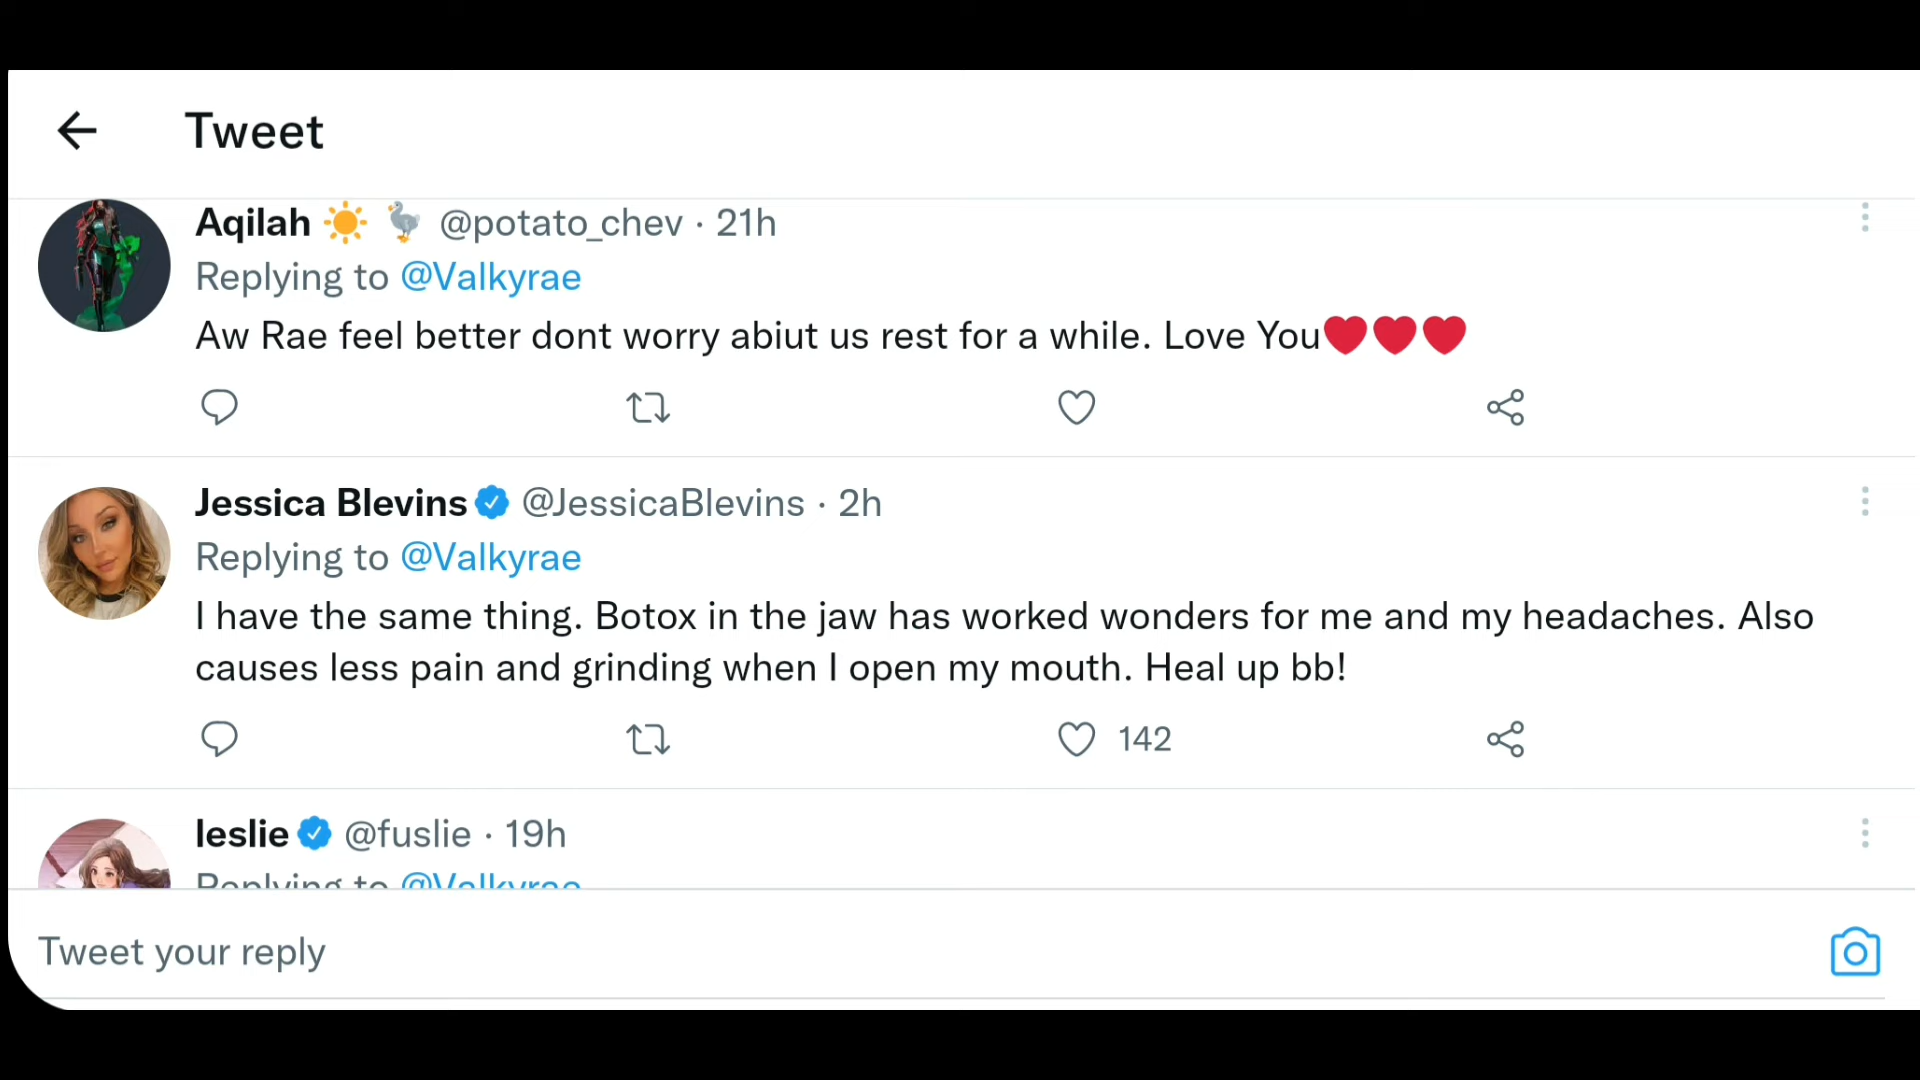 Tweet
Aqilah ☀️ 🦤 @potato_chev · 21h
Replying to @Valkyrae
Aw Rae feel better dont worry abiut us rest for a while. Love You❤️❤️❤️
Jessica Blevins @JessicaBlevins · 2h
Replying to @Valkyrae
I have the same thing. Botox in the jaw has worked wonders for me and my headaches. Also
causes less pain and grinding when I open my mouth. Heal up bb!
142
leslie @fuslie · 19h
Replying to @Valkyrae
Tweet your reply